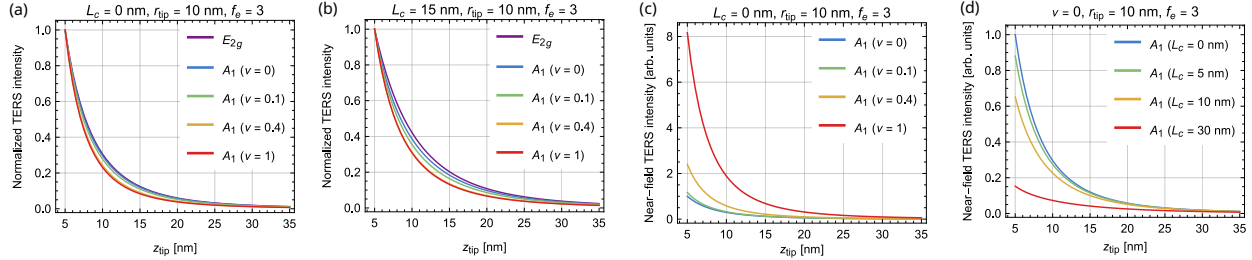 (a)
L_c = 0 nm, r_tip = 10 nm, f_e = 3
Normalized TERS intensity
1.0
0.8
0.6
0.4
0.2
0.0
E_2g
A_1 (ν = 0)
A_1 (ν = 0.1)
A_1 (ν = 0.4)
A_1 (ν = 1)
5 10 15 20 25 30 35
z_tip [nm]
(b)
L_c = 15 nm, r_tip = 10 nm, f_e = 3
Normalized TERS intensity
1.0
0.8
0.6
0.4
0.2
0.0
E_2g
A_1 (ν = 0)
A_1 (ν = 0.1)
A_1 (ν = 0.4)
A_1 (ν = 1)
5 10 15 20 25 30 35
z_tip [nm]
(c)
L_c = 0 nm, r_tip = 10 nm, f_e = 3
Near-field TERS intensity [arb. units]
8
6
4
2
0
A_1 (ν = 0)
A_1 (ν = 0.1)
A_1 (ν = 0.4)
A_1 (ν = 1)
5 10 15 20 25 30 35
z_tip [nm]
(d)
ν = 0, r_tip = 10 nm, f_e = 3
Near-field TERS intensity [arb. units]
1.0
0.8
0.6
0.4
0.2
0.0
A_1 (L_c = 0 nm)
A_1 (L_c = 5 nm)
A_1 (L_c = 10 nm)
A_1 (L_c = 30 nm)
5 10 15 20 25 30 35
z_tip [nm]